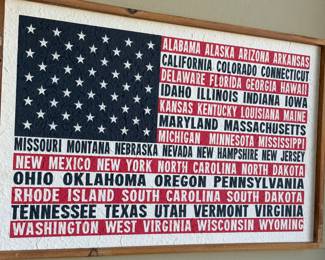 ALABAMA ALASKA ARIZONA ARKANSAS
CALIFORNIA COLORADO CONNECTICUT
DELAWARE FLORIDA GEORGIA HAWAII
IDAHO ILLINOIS INDIANA IOWA
KANSAS KENTUCKY LOUISIANA MAINE
MARYLAND MASSACHUSETTS
MICHIGAN MINNESOTA MISSISSIPPI
MISSOURI MONTANA NEBRASKA NEVADA NEW HAMPSHIRE NEW JERSEY
NEW MEXICO NEW YORK NORTH CAROLINA NORTH DAKOTA
OHIO OKLAHOMA OREGON PENNSYLVANIA
RHODE ISLAND SOUTH CAROLINA SOUTH DAKOTA
TENNESSEE TEXAS UTAH VERMONT VIRGINIA
WASHINGTON WEST VIRGINIA WISCONSIN WYOMING